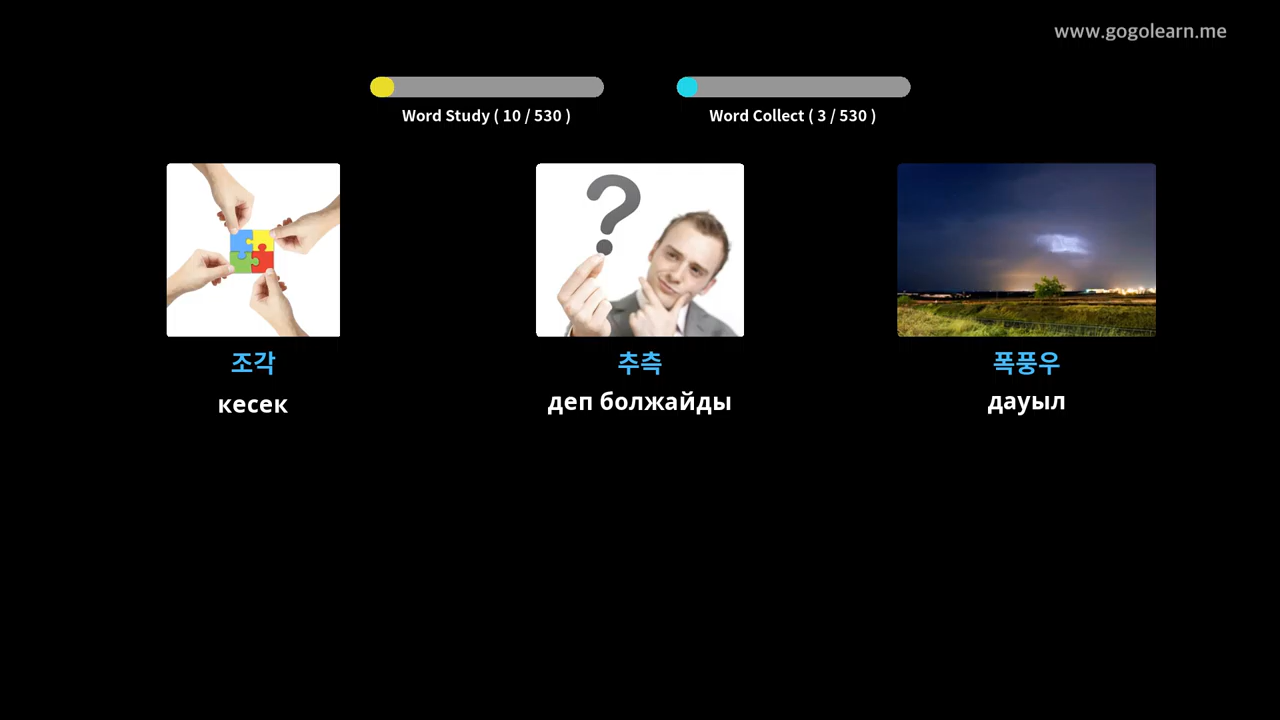 www.gogolearn.me
Word Study ( 10 / 530 )
Word Collect ( 3 / 530 )
조각
추측
폭풍우
кесек
деп болжайды
дауыл